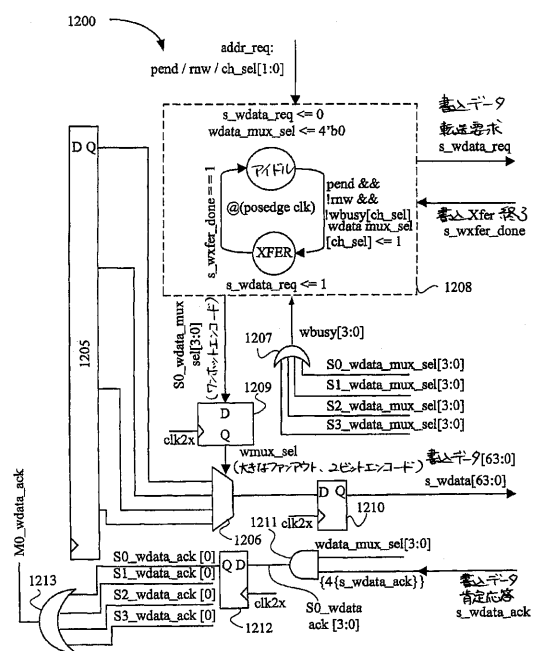 1200
addr_req:
pend / rnw / ch_sel[1:0]
s_wdata_req <= 0
wdata_mux_sel <= 4'b0
アイドル
@(posedge clk)
XFER
s_wxfer_done == 1
pend &&
!rnw &&
!wbusy[ch_sel]
wdata mux_sel
[ch_sel] <= 1
s_wdata_req <= 1
1208
書込データ
転送要求
s_wdata_req
書込 Xfer 終了
s_wxfer_done
D Q
1205
S0_wdata_mux
sel[3:0]
(ワンホットエンコード)
wbusy[3:0]
1207
S0_wdata_mux_sel[3:0]
S1_wdata_mux_sel[3:0]
S2_wdata_mux_sel[3:0]
S3_wdata_mux_sel[3:0]
D
Q
clk2x
1209
wmux_sel
(大きなファンアウト、2ビットエンコード)
1206
D Q
clk2x
1210
書込データ[63:0]
s_wdata[63:0]
1211
wdata_mux_sel[3:0]
{4{s_wdata_ack}}
書込データ
肯定応答
s_wdata_ack
S0_wdata
ack [3:0]
Q D
clk2x
1212
M0_wdata_ack
1213
S0_wdata_ack [0]
S1_wdata_ack [0]
S2_wdata_ack [0]
S3_wdata_ack [0]